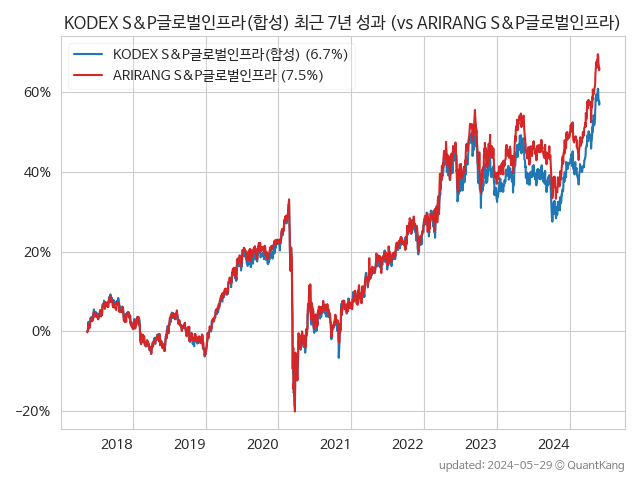 KODEX S&P글로벌인프라(합성) 최근 7년 성과 (vs ARIRANG S&P글로벌인프라)
KODEX S&P글로벌인프라(합성) (6.7%)
ARIRANG S&P글로벌인프라 (7.5%)
60%
40%
20%
0%
−20%
2018 2019 2020 2021 2022 2023 2024
updated: 2024-05-29 © QuantKang